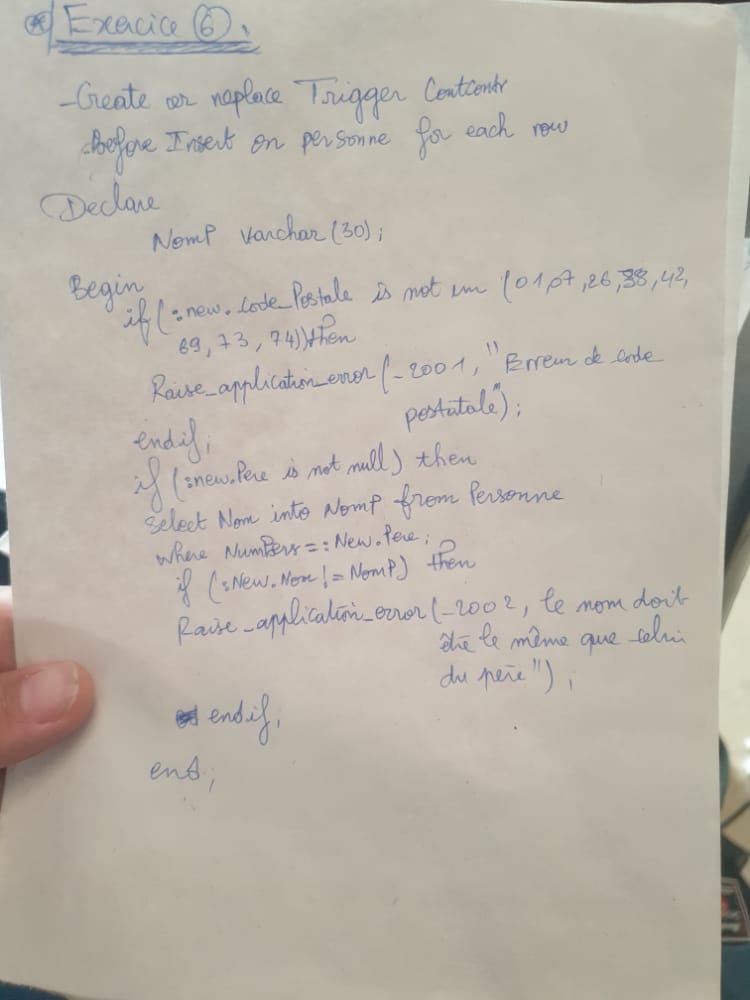 Exercice 6.
- Create or replace Trigger Contcontr
Before Insert on personne for each row
Declare
NomP varchar(30);
Begin
if (:new.code_Postale is not in (01,07,26,38,42,
69,73,74)) then
Raise_application_error(-2001, "Erreur de code
postatale");
endif;
if (:new.Pere is not null) then
select Nom into NomP from Personne
where NumPers=:New.Pere;
if (:New.Nom != NomP) then
Raise_application_error(-2002, le nom doit
être le même que celui
du père");
endif;
end;